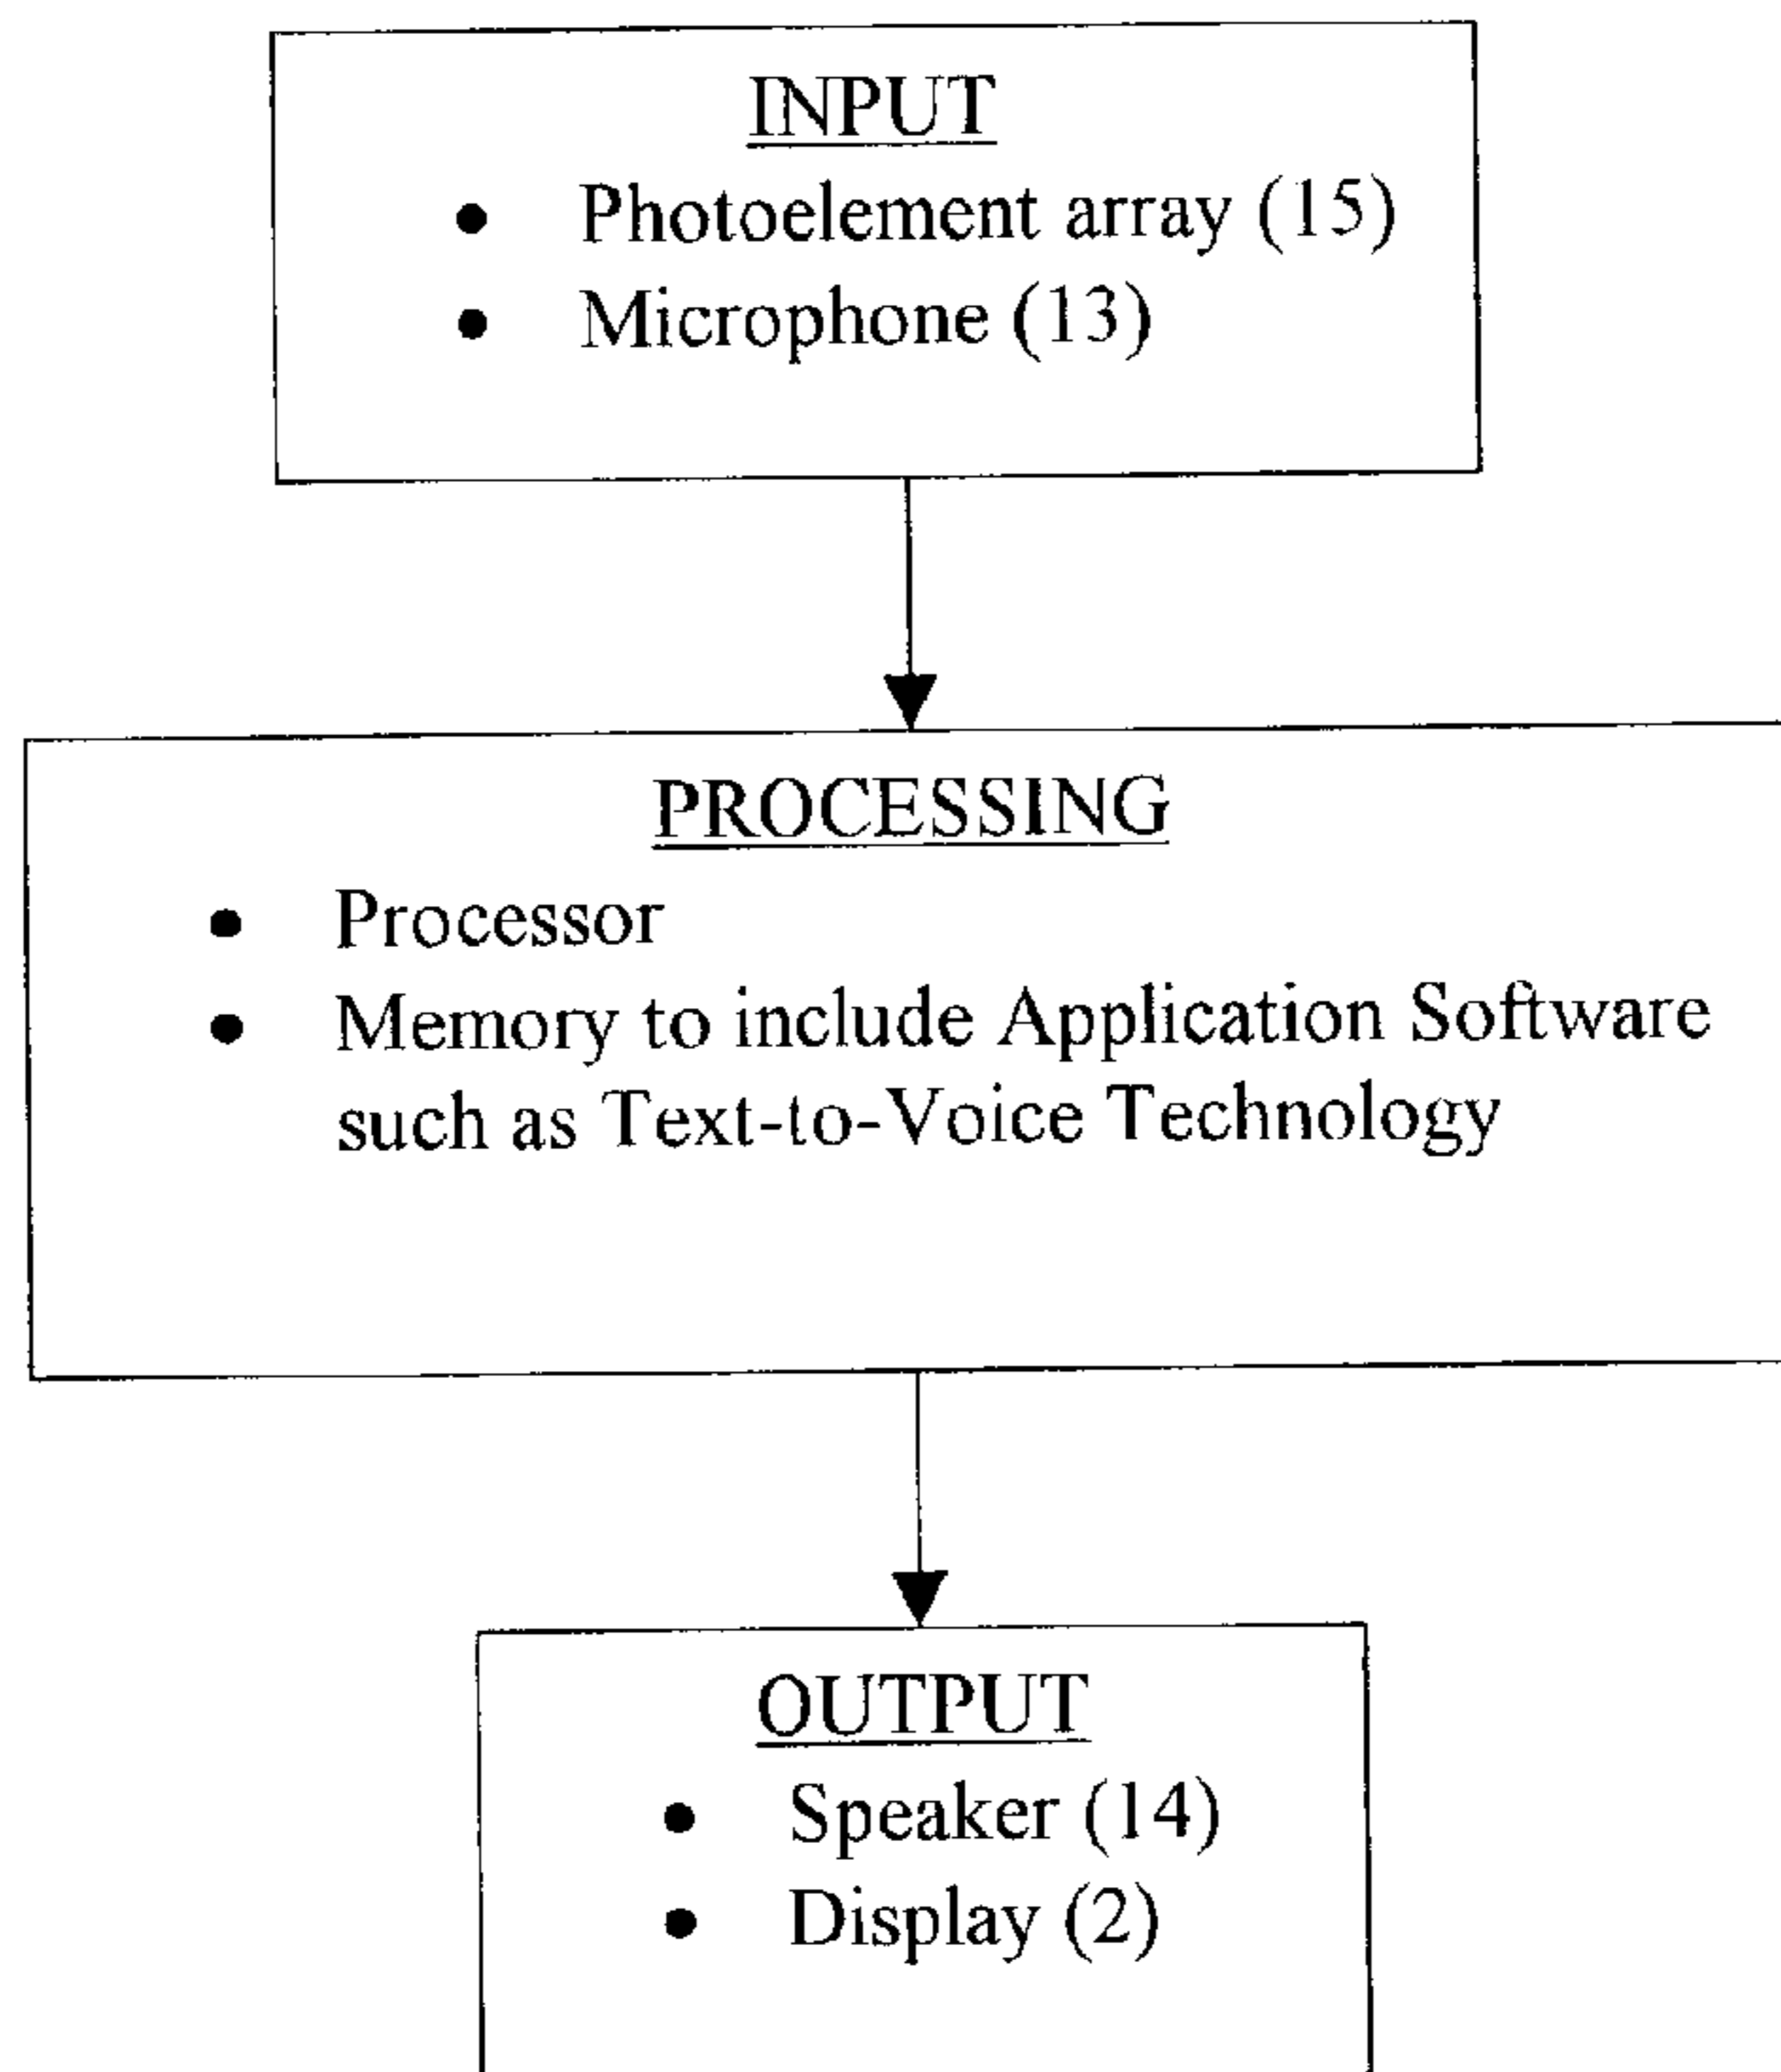 INPUT
• Photoelement array (15)
• Microphone (13)
PROCESSING
• Processor
• Memory to include Application Software
such as Text-to-Voice Technology
OUTPUT
• Speaker (14)
• Display (2)